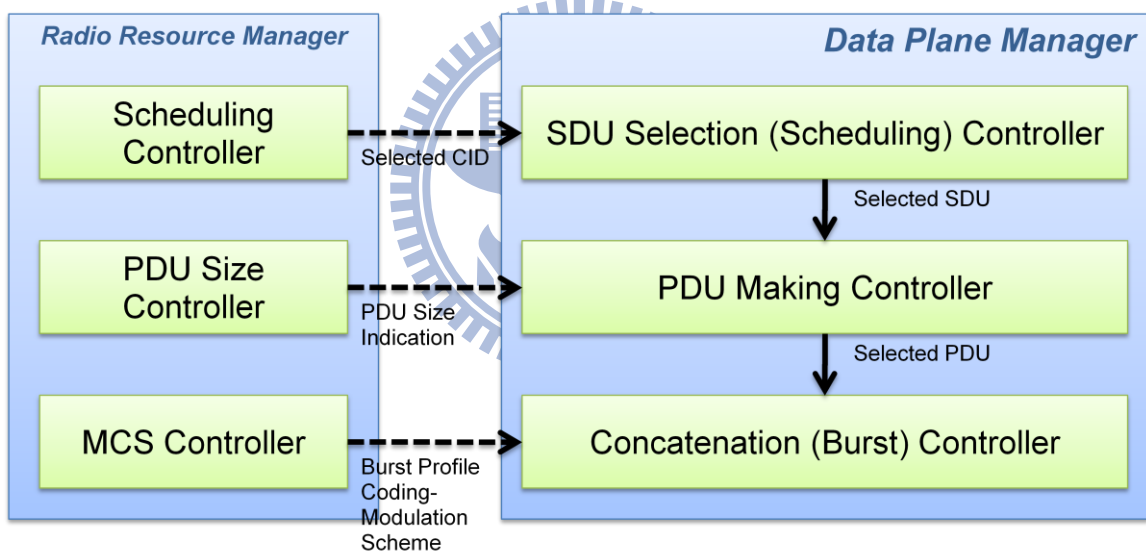 Radio Resource Manager
Data Plane Manager
Scheduling
Controller
Selected CID
SDU Selection (Scheduling) Controller
Selected SDU
PDU Size
Controller
PDU Size
Indication
PDU Making Controller
Selected PDU
MCS Controller
Burst Profile
Coding-
Modulation
Scheme
Concatenation (Burst) Controller